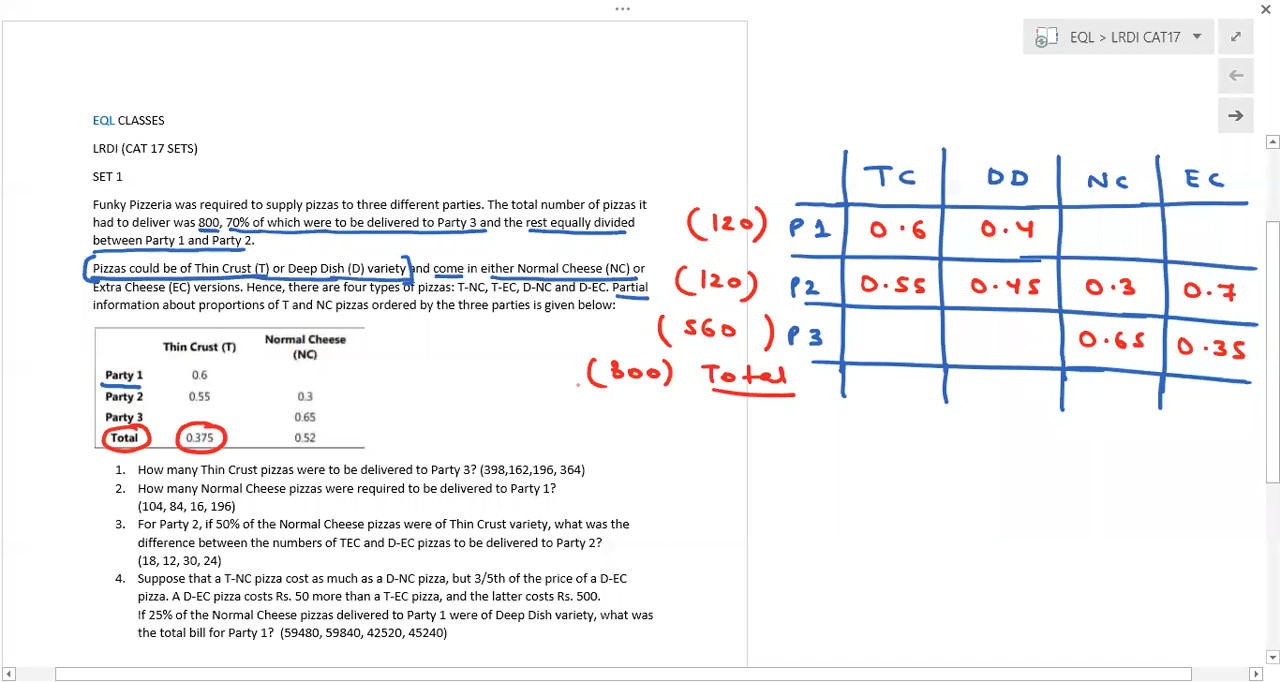 EQL > LRDI CAT17
EQL CLASSES
LRDI (CAT 17 SETS)
SET 1
Funky Pizzeria was required to supply pizzas to three different parties. The total number of pizzas it
had to deliver was 800, 70% of which were to be delivered to Party 3 and the rest equally divided
between Party 1 and Party 2.
Pizzas could be of Thin Crust (T) or Deep Dish (D) variety and come in either Normal Cheese (NC) or
Extra Cheese (EC) versions. Hence, there are four types of pizzas: T-NC, T-EC, D-NC and D-EC. Partial
information about proportions of T and NC pizzas ordered by the three parties is given below:
Thin Crust (T) Normal Cheese (NC)
Party 1 0.6
Party 2 0.55 0.3
Party 3 0.65
Total 0.375 0.52
1. How many Thin Crust pizzas were to be delivered to Party 3? (398,162,196, 364)
2. How many Normal Cheese pizzas were required to be delivered to Party 1?
(104, 84, 16, 196)
3. For Party 2, if 50% of the Normal Cheese pizzas were of Thin Crust variety, what was the
difference between the numbers of TEC and D-EC pizzas to be delivered to Party 2?
(18, 12, 30, 24)
4. Suppose that a T-NC pizza cost as much as a D-NC pizza, but 3/5th of the price of a D-EC
pizza. A D-EC pizza costs Rs. 50 more than a T-EC pizza, and the latter costs Rs. 500.
If 25% of the Normal Cheese pizzas delivered to Party 1 were of Deep Dish variety, what was
the total bill for Party 1? (59480, 59840, 42520, 45240)
TC DD NC EC
(120) P1 0.6 0.4
(120) P2 0.55 0.45 0.3 0.7
(560) P3 0.65 0.35
(800) Total